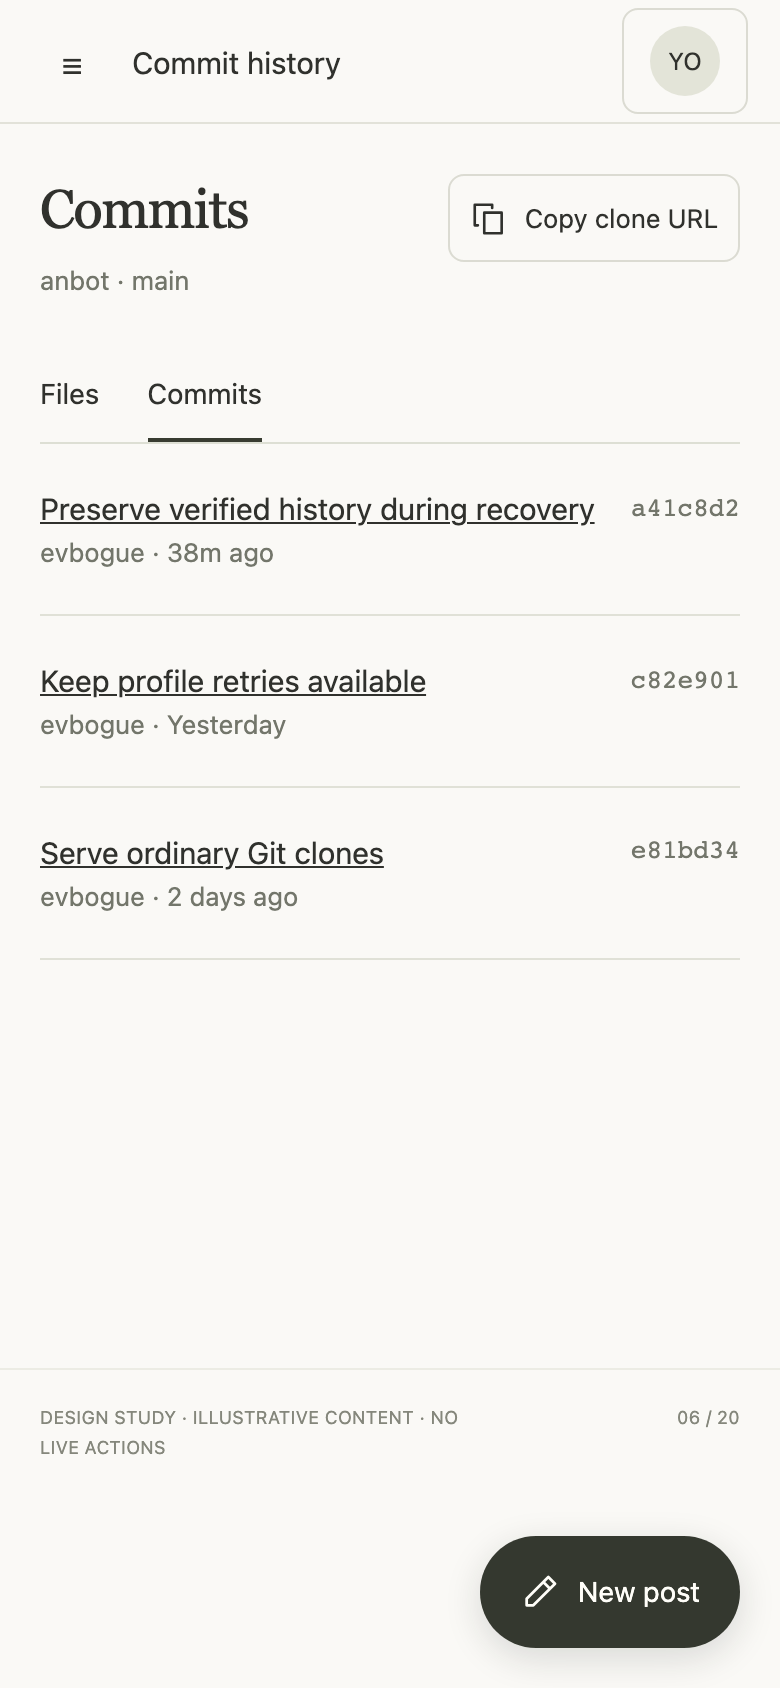 Commit history
YO
Commits
Copy clone URL
anbot · main
Files
Commits
Preserve verified history during recovery
a41c8d2
evbogue · 38m ago
Keep profile retries available
c82e901
evbogue · Yesterday
Serve ordinary Git clones
e81bd34
evbogue · 2 days ago
DESIGN STUDY · ILLUSTRATIVE CONTENT · NO
LIVE ACTIONS
06 / 20
New post